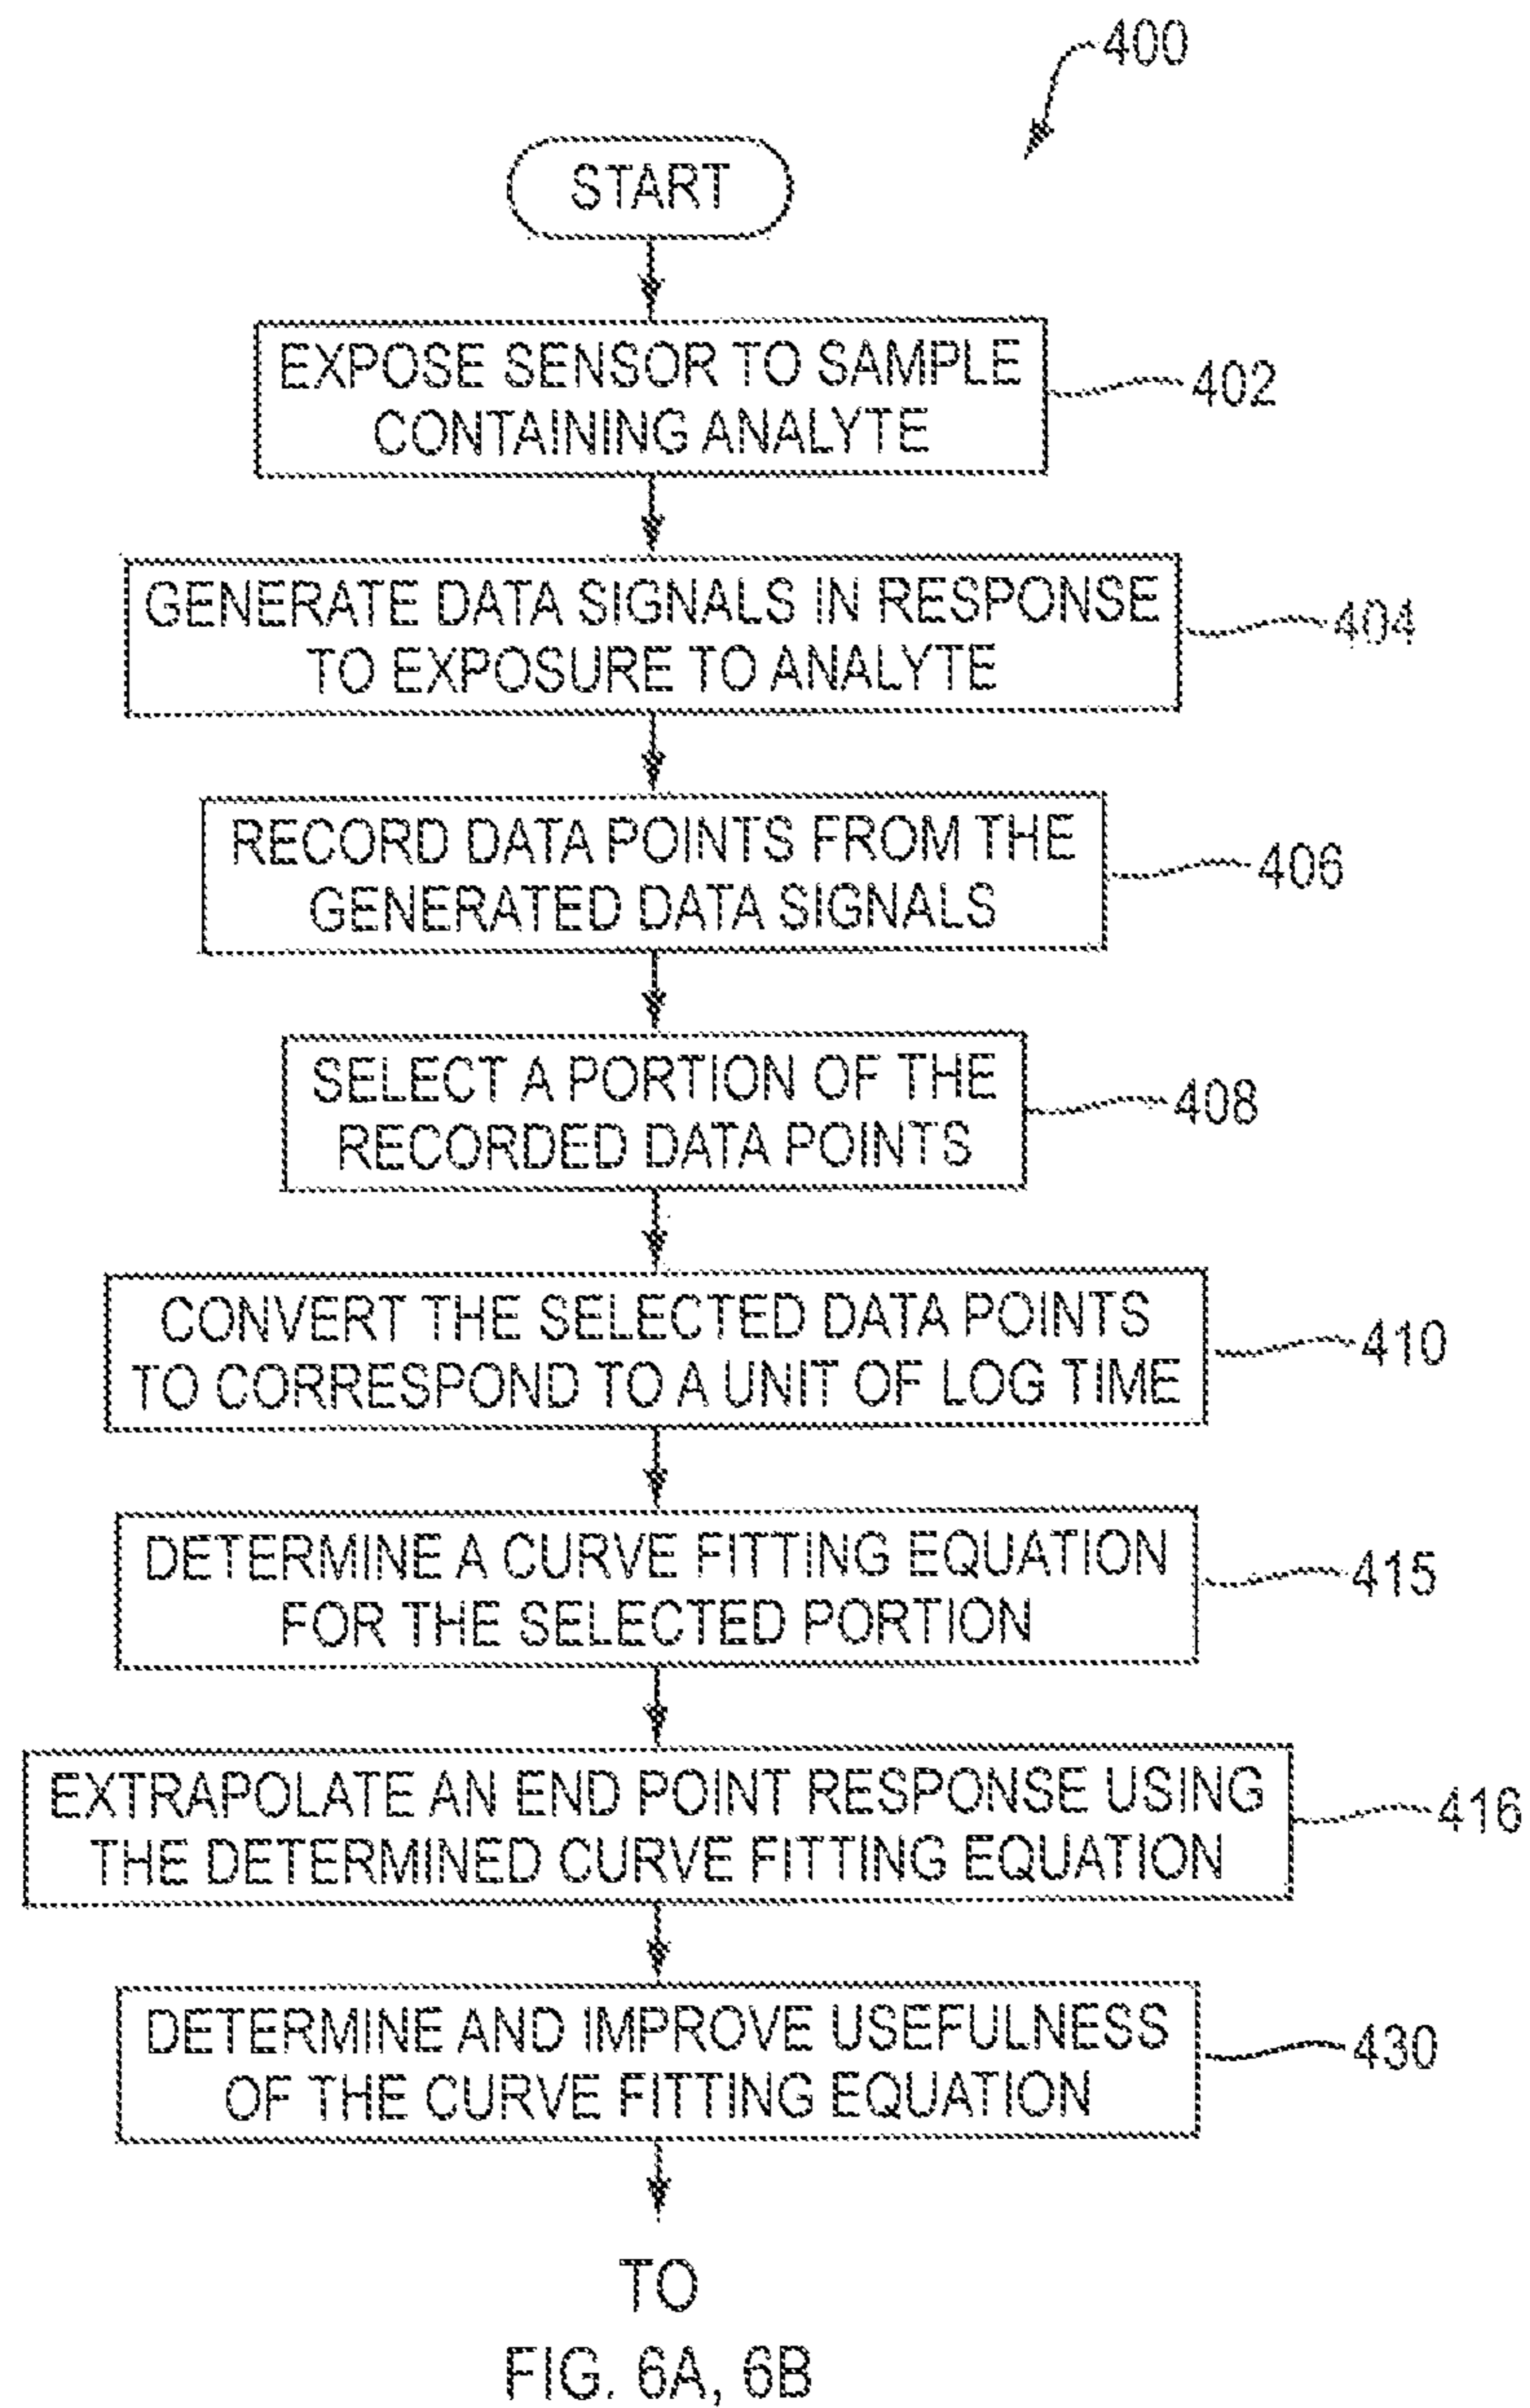 400
START
EXPOSE SENSOR TO SAMPLE
CONTAINING ANALYTE
402
GENERATE DATA SIGNALS IN RESPONSE
TO EXPOSURE TO ANALYTE
404
RECORD DATA POINTS FROM THE
GENERATED DATA SIGNALS
406
SELECT A PORTION OF THE
RECORDED DATA POINTS
408
CONVERT THE SELECTED DATA POINTS
TO CORRESPOND TO A UNIT OF LOG TIME
410
DETERMINE A CURVE FITTING EQUATION
FOR THE SELECTED PORTION
415
EXTRAPOLATE AN END POINT RESPONSE USING
THE DETERMINED CURVE FITTING EQUATION
416
DETERMINE AND IMPROVE USEFULNESS
OF THE CURVE FITTING EQUATION
430
TO
FIG. 6A, 6B